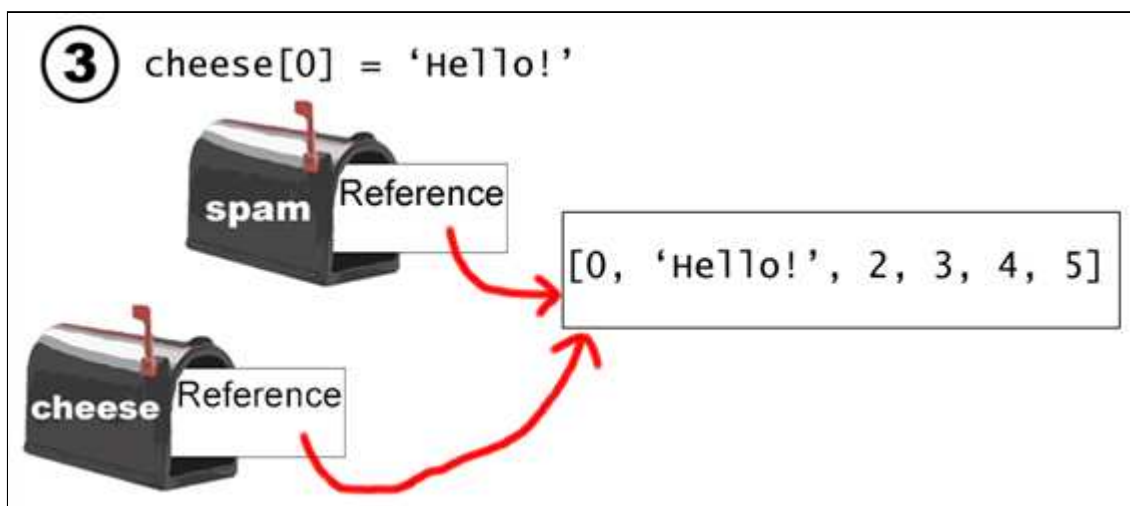 3 cheese[0] = ‘Hello!’
spam
Reference
[0, ‘Hello!’, 2, 3, 4, 5]
cheese
Reference